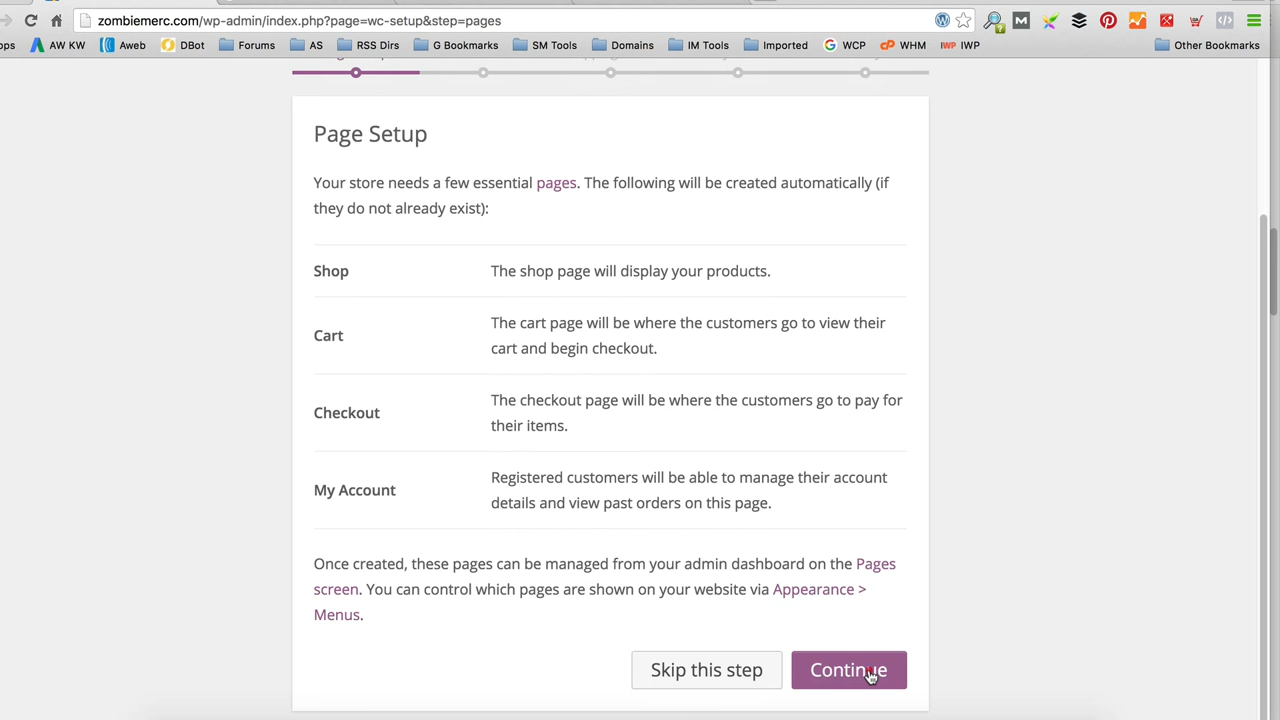 zombiemerc.com/wp-admin/index.php?page=wc-setup&step=pages
ops AW KW Aweb DBot Forums AS RSS Dirs G Bookmarks SM Tools Domains IM Tools Imported WCP WHM IWP Other Bookmarks
Page Setup
Your store needs a few essential pages. The following will be created automatically (if
they do not already exist):
Shop The shop page will display your products.
Cart The cart page will be where the customers go to view their
cart and begin checkout.
Checkout The checkout page will be where the customers go to pay for
their items.
My Account Registered customers will be able to manage their account
details and view past orders on this page.
Once created, these pages can be managed from your admin dashboard on the Pages
screen. You can control which pages are shown on your website via Appearance >
Menus.
Skip this step Continue